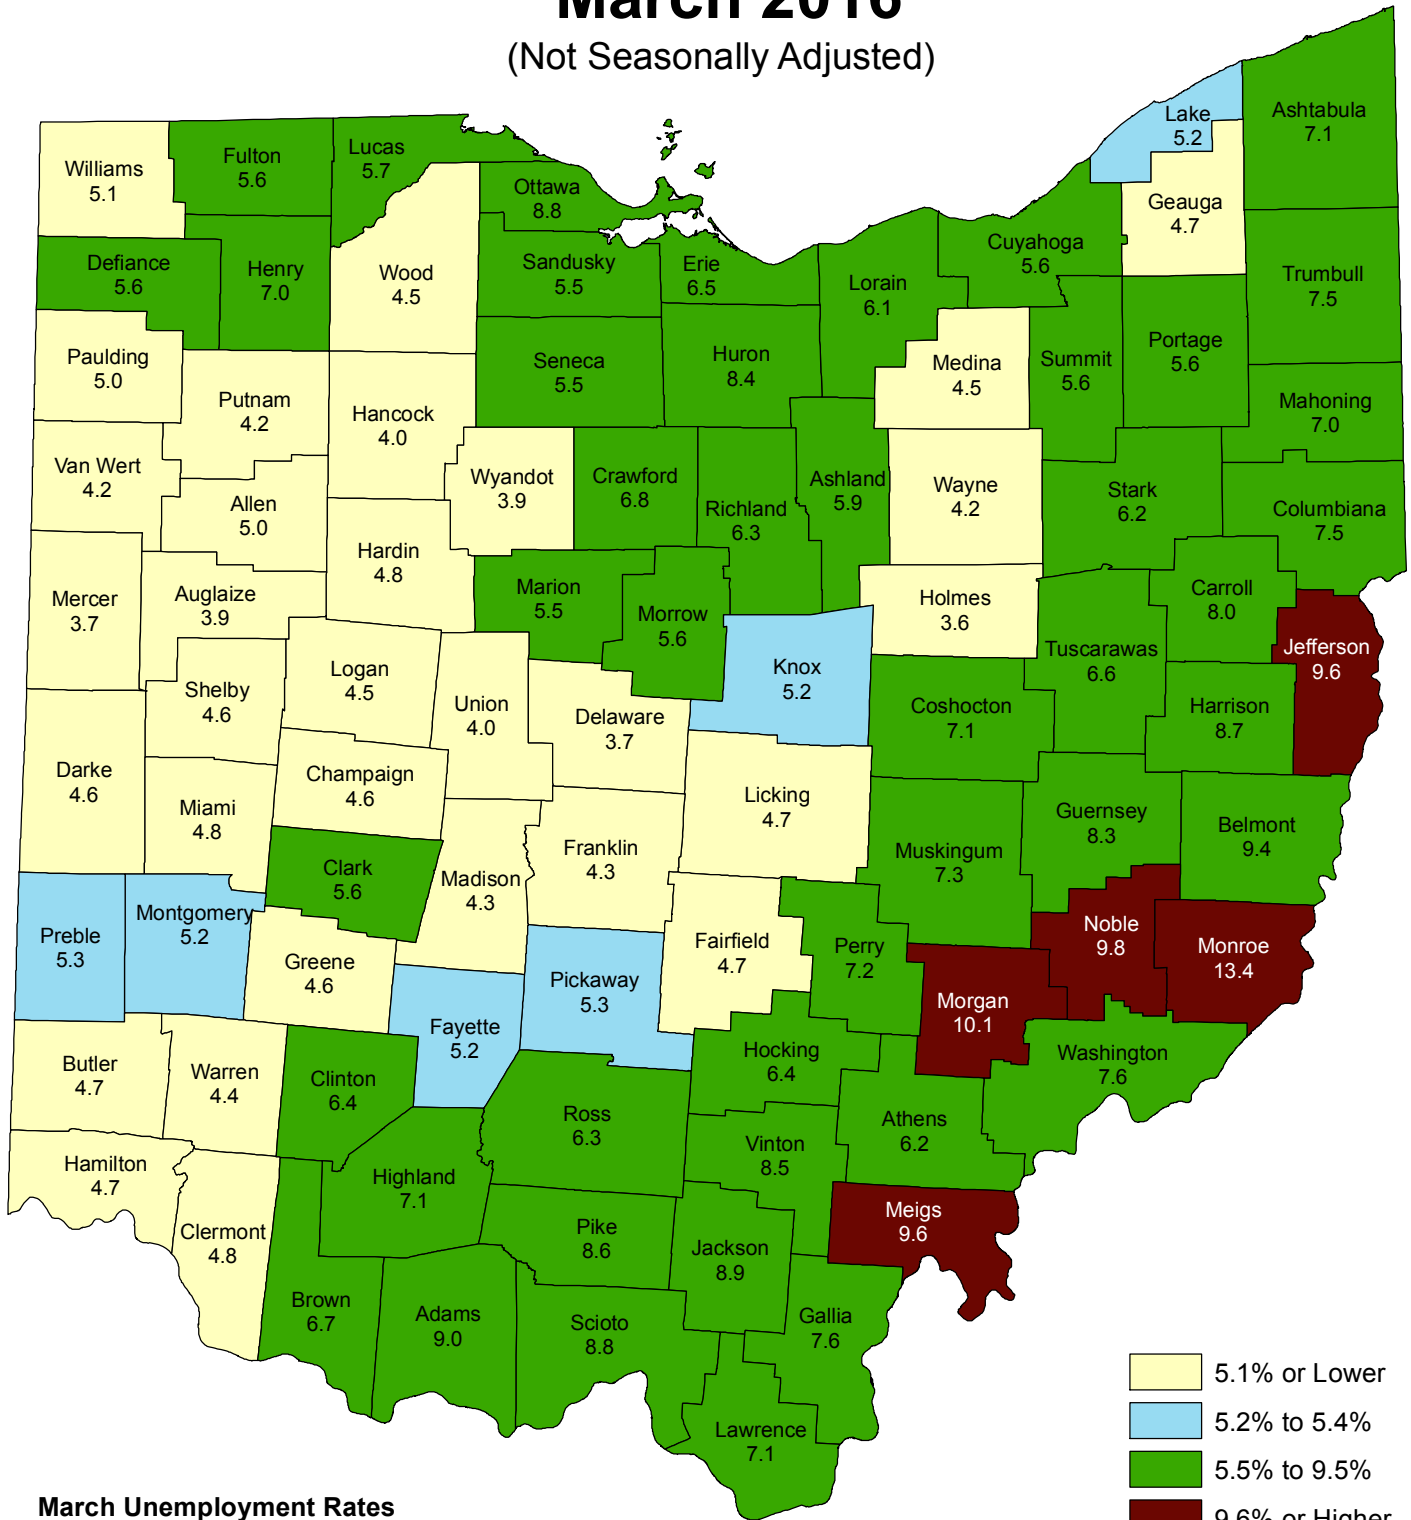 March 2016
(Not Seasonally Adjusted)
Lake
5.2
Ashtabula
7.1
Williams
5.1
Fulton
5.6
Lucas
5.7
Ottawa
8.8
Geauga
4.7
Defiance
5.6
Henry
7.0
Wood
4.5
Sandusky
5.5
Erie
6.5
Lorain
6.1
Cuyahoga
5.6
Trumbull
7.5
Paulding
5.0
Putnam
4.2
Hancock
4.0
Seneca
5.5
Huron
8.4
Medina
4.5
Summit
5.6
Portage
5.6
Mahoning
7.0
Van Wert
4.2
Allen
5.0
Wyandot
3.9
Crawford
6.8
Richland
6.3
Ashland
5.9
Wayne
4.2
Stark
6.2
Columbiana
7.5
Mercer
3.7
Auglaize
3.9
Hardin
4.8
Marion
5.5
Morrow
5.6
Holmes
3.6
Carroll
8.0
Tuscarawas
6.6
Jefferson
9.6
Shelby
4.6
Logan
4.5
Union
4.0
Delaware
3.7
Knox
5.2
Coshocton
7.1
Harrison
8.7
Darke
4.6
Miami
4.8
Champaign
4.6
Licking
4.7
Guernsey
8.3
Belmont
9.4
Clark
5.6
Madison
4.3
Franklin
4.3
Muskingum
7.3
Preble
5.3
Montgomery
5.2
Greene
4.6
Pickaway
5.3
Fairfield
4.7
Perry
7.2
Noble
9.8
Monroe
13.4
Morgan
10.1
Fayette
5.2
Butler
4.7
Warren
4.4
Clinton
6.4
Hocking
6.4
Washington
7.6
Ross
6.3
Athens
6.2
Vinton
8.5
Hamilton
4.7
Highland
7.1
Clermont
4.8
Pike
8.6
Jackson
8.9
Meigs
9.6
Brown
6.7
Adams
9.0
Scioto
8.8
Gallia
7.6
Lawrence
7.1
5.1% or Lower
5.2% to 5.4%
5.5% to 9.5%
9.6% or Higher
March Unemployment Rates